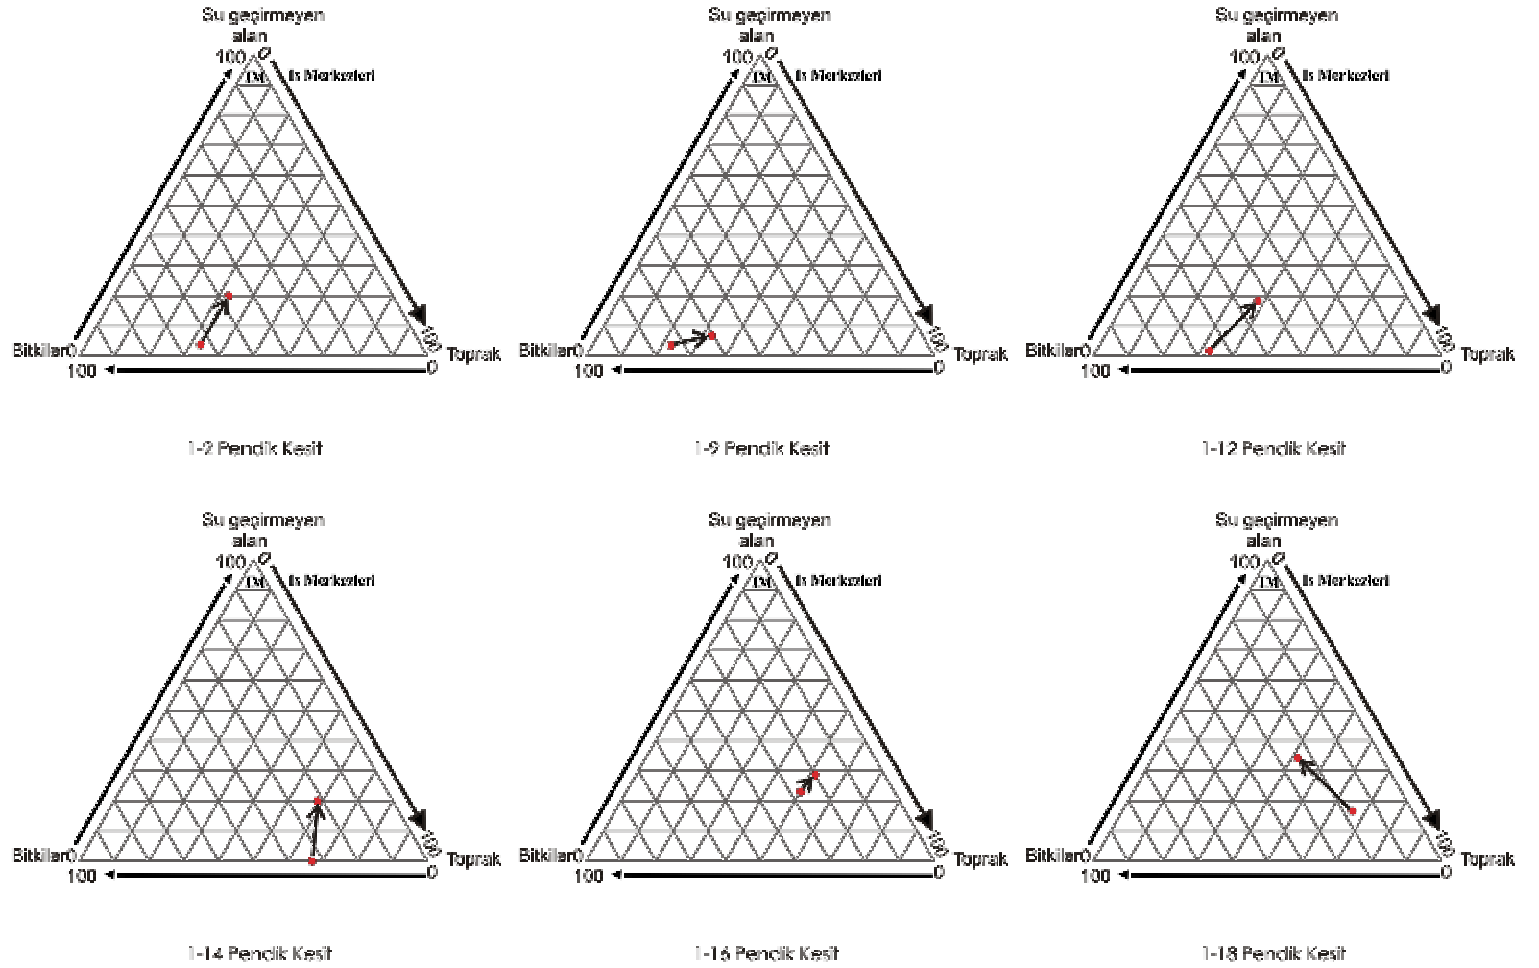 Su geçirmeyen
alan
100 0
İM İs Merkezleri
Bitkiler 0 100 Toprak
100 0
1-2 Pendik Kesit
Su geçirmeyen
alan
100 0
İM İs Merkezleri
Bitkiler 0 100 Toprak
100 0
1-9 Pendik Kesit
Su geçirmeyen
alan
100 0
İM İs Merkezleri
Bitkiler 0 100 Toprak
100 0
1-12 Pendik Kesit
Su geçirmeyen
alan
100 0
İM İs Merkezleri
Bitkiler 0 100 Toprak
100 0
1-14 Pendik Kesit
Su geçirmeyen
alan
100 0
İM İs Merkezleri
Bitkiler 0 100 Toprak
100 0
1-16 Pendik Kesit
Su geçirmeyen
alan
100 0
İM İs Merkezleri
Bitkiler 0 100 Toprak
100 0
1-18 Pendik Kesit